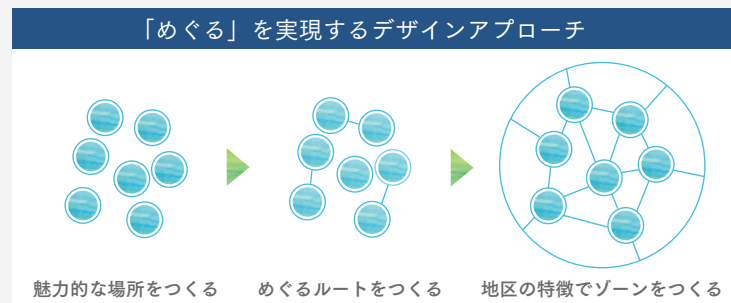 「めぐる」を実現するデザインアプローチ
魅力的な場所をつくる
めぐるルートをつくる
地区の特徴でゾーンをつくる